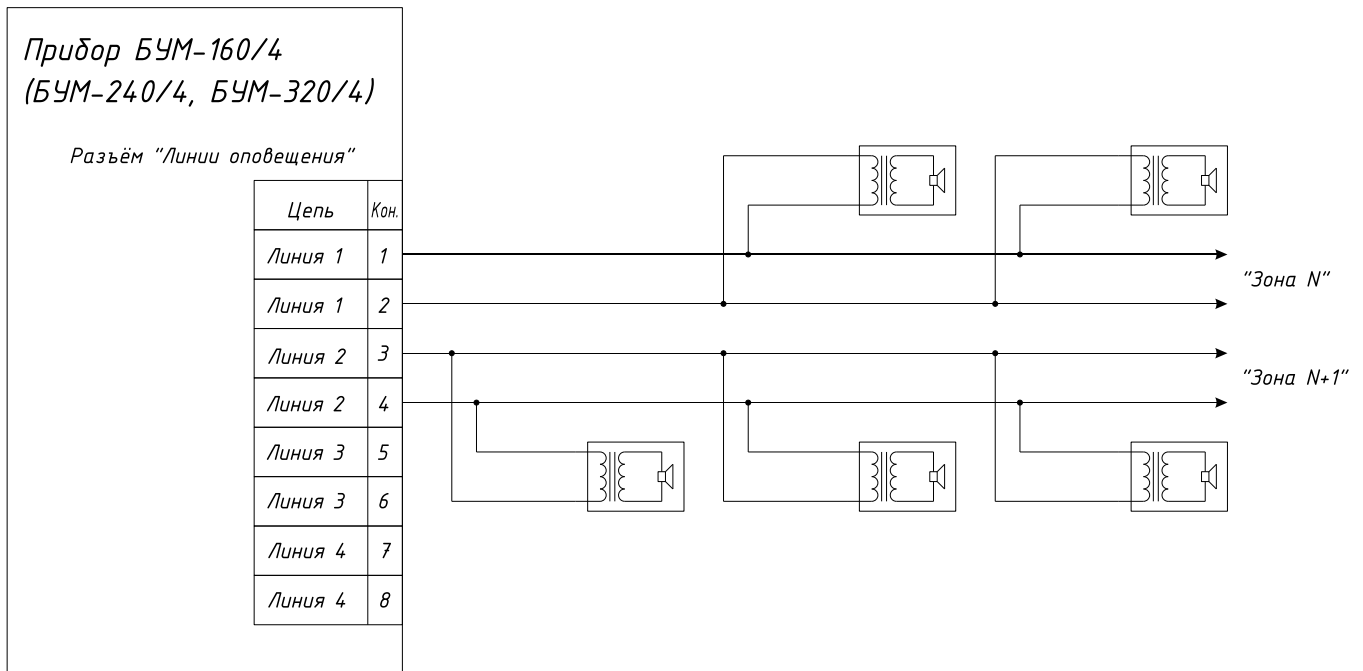 Прибор БУМ-160/4
(БУМ-240/4, БУМ-320/4)
Разъём "Линии оповещения"
Цепь Кон.
Линия 1 1
Линия 1 2
Линия 2 3
Линия 2 4
Линия 3 5
Линия 3 6
Линия 4 7
Линия 4 8
"Зона N"
"Зона N+1"